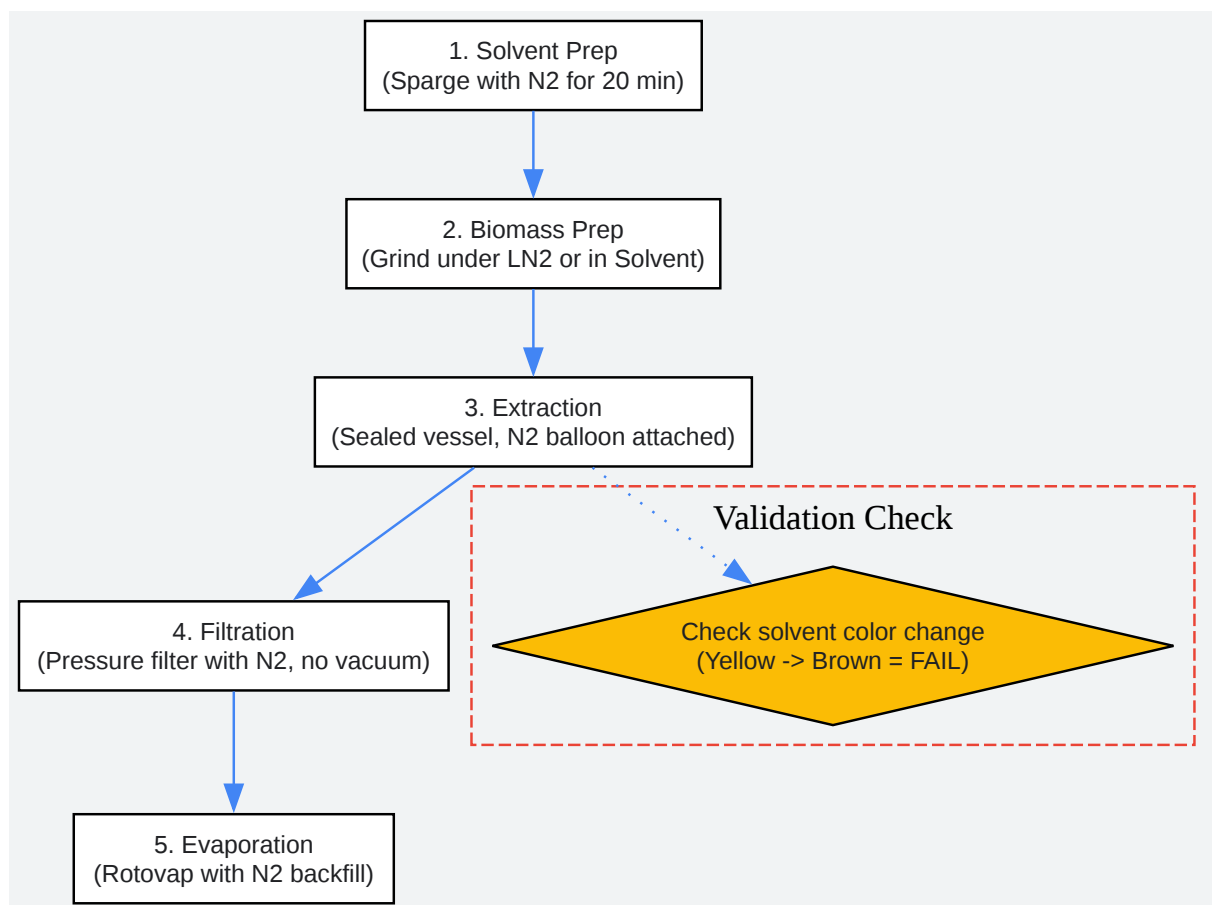 1. Solvent Prep
(Sparge with N2 for 20 min)
2. Biomass Prep
(Grind under LN2 or in Solvent)
3. Extraction
(Sealed vessel, N2 balloon attached)
Validation Check
4. Filtration
(Pressure filter with N2, no vacuum)
Check solvent color change
(Yellow -> Brown = FAIL)
5. Evaporation
(Rotovap with N2 backfill)